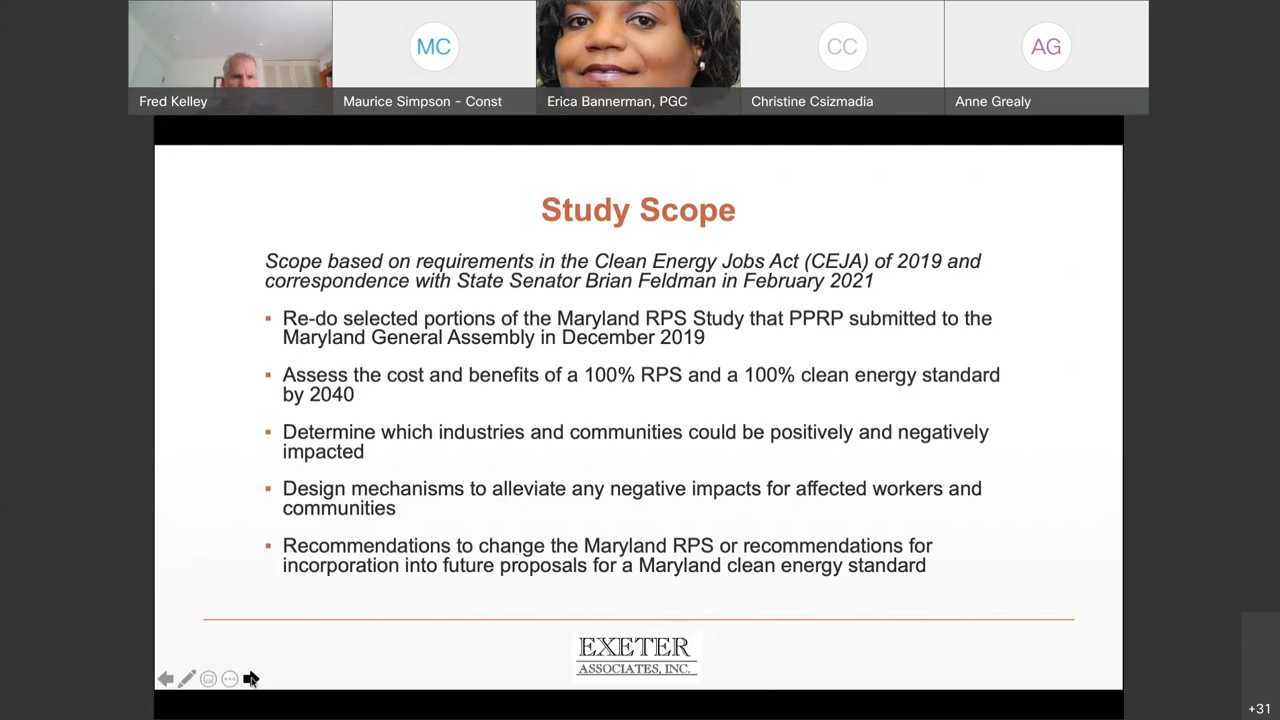 MC
CC
AG
Fred Kelley
Maurice Simpson - Const
Erica Bannerman, PGC
Christine Csizmadia
Anne Grealy
Study Scope
Scope based on requirements in the Clean Energy Jobs Act (CEJA) of 2019 and
correspondence with State Senator Brian Feldman in February 2021
▪ Re-do selected portions of the Maryland RPS Study that PPRP submitted to the
Maryland General Assembly in December 2019
▪ Assess the cost and benefits of a 100% RPS and a 100% clean energy standard
by 2040
▪ Determine which industries and communities could be positively and negatively
impacted
▪ Design mechanisms to alleviate any negative impacts for affected workers and
communities
▪ Recommendations to change the Maryland RPS or recommendations for
incorporation into future proposals for a Maryland clean energy standard
EXETER
ASSOCIATES, INC.
+31